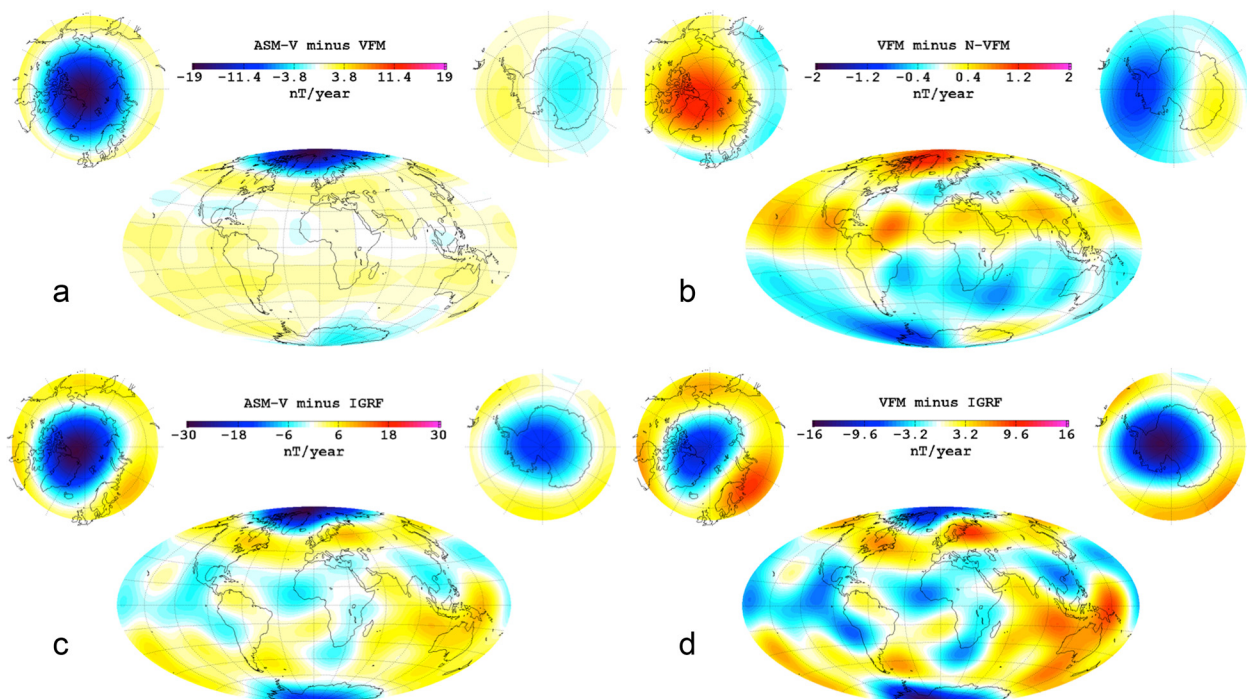 ASM-V minus VFM
-19 -11.4 -3.8 3.8 11.4 19
nT/year
a
VFM minus N-VFM
-2 -1.2 -0.4 0.4 1.2 2
nT/year
b
ASM-V minus IGRF
-30 -18 -6 6 18 30
nT/year
c
VFM minus IGRF
-16 -9.6 -3.2 3.2 9.6 16
nT/year
d